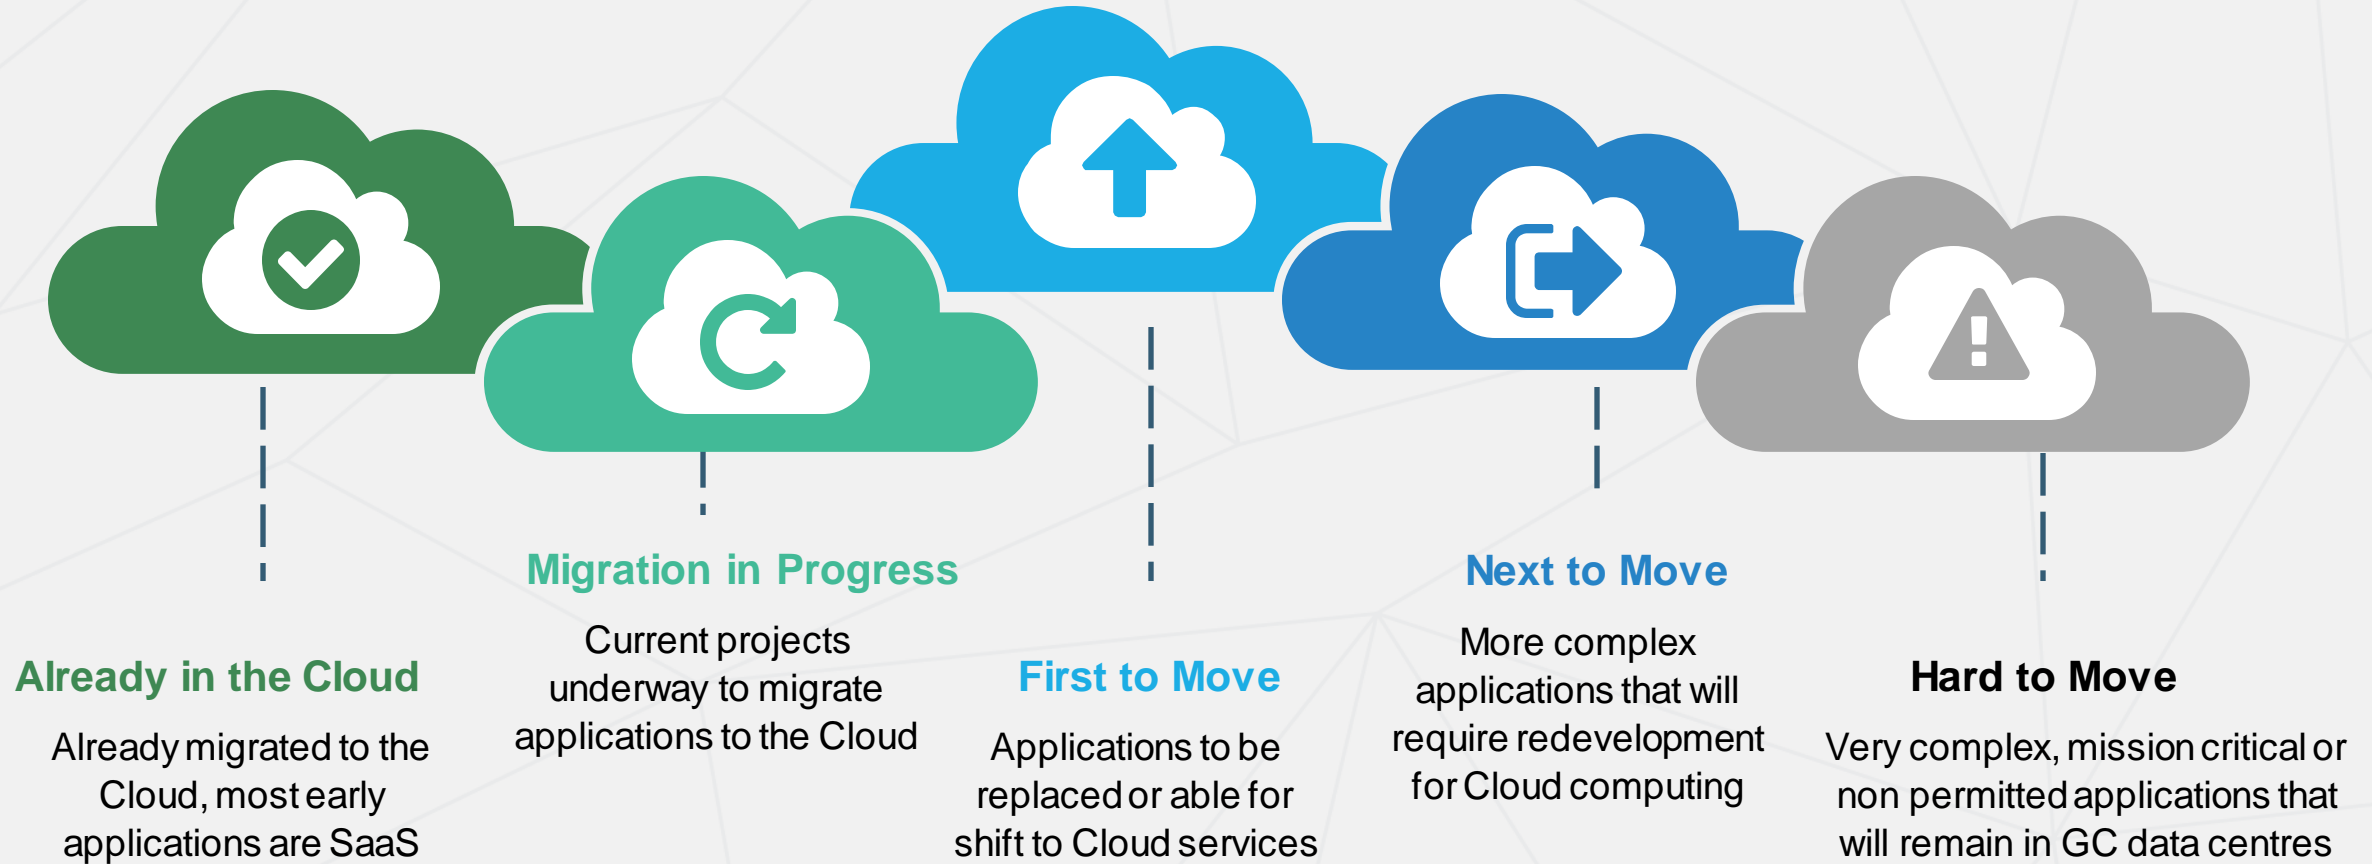 Already in the Cloud
Already migrated to the
Cloud, most early
applications are SaaS
Migration in Progress
Current projects
underway to migrate
applications to the Cloud
First to Move
Applications to be
replaced or able for
shift to Cloud services
Next to Move
More complex
applications that will
require redevelopment
for Cloud computing
Hard to Move
Very complex, mission critical or
non permitted applications that
will remain in GC data centres